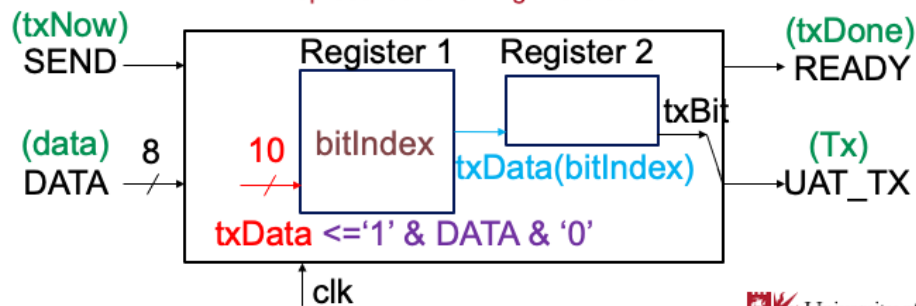 (txNow)
SEND
(txDone)
READY
Register 1
Register 2
bitIndex
txBit
(data)
DATA
8
10
txData(bitIndex)
(Tx)
UAT_TX
txData <=‘1’ & DATA & ‘0’
clk